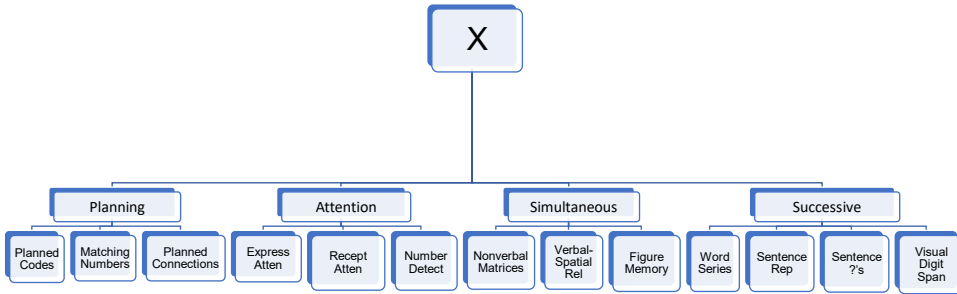 X
Planning
Attention
Simultaneous
Successive
Planned
Codes
Matching
Numbers
Planned
Connections
Express
Atten
Recept
Atten
Number
Detect
Nonverbal
Matrices
Verbal-
Spatial
Rel
Figure
Memory
Word
Series
Sentence
Rep
Sentence
?'s
Visual
Digit
Span